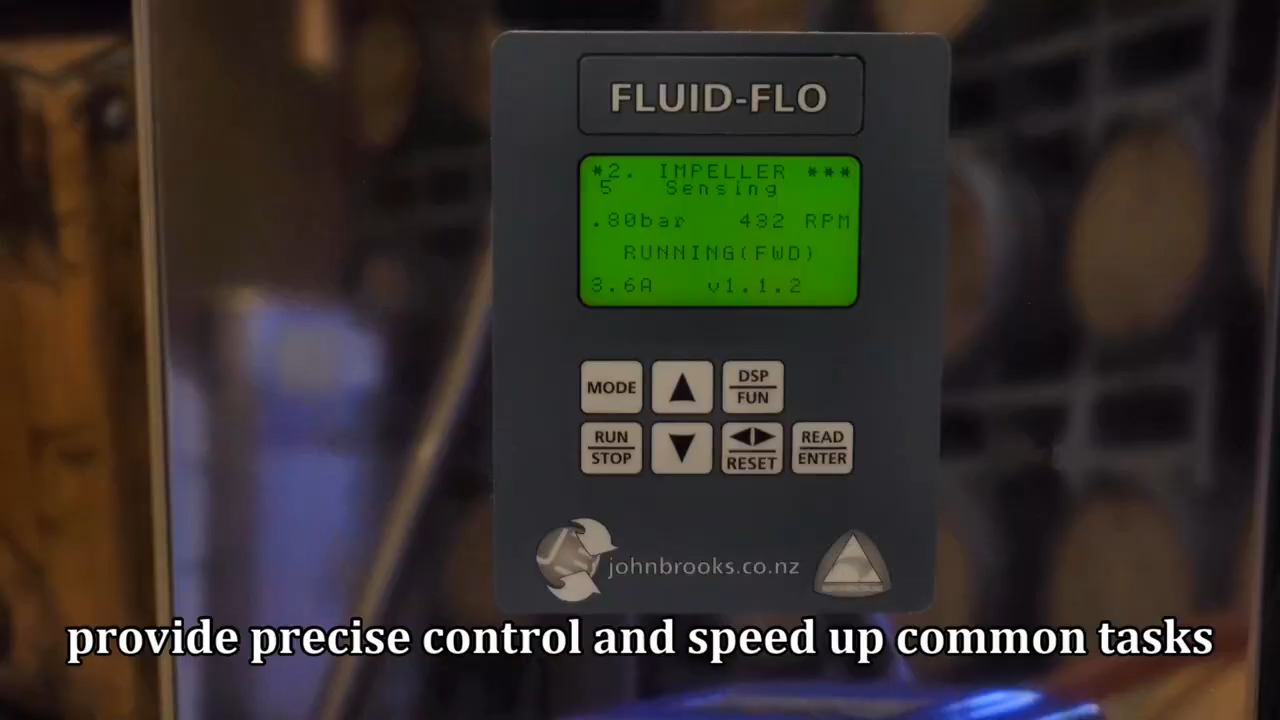 FLUID-FLO
*2. IMPELLER ***
5 Sensing
.80bar 432 RPM
RUNNING(FWD)
3.6A v1.1.2
MODE
DSP
FUN
RUN
STOP
RESET
READ
ENTER
johnbrooks.co.nz
provide precise control and speed up common tasks